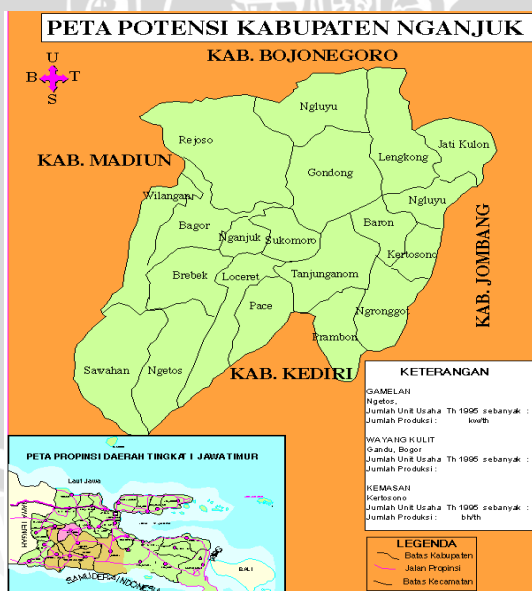 PETA POTENSI KABUPATEN NGANJUK
KAB. BOJONEGORO
U
B T
S
Ngluyu
Rejoso
Jati Kulon
Lengkong
KAB. MADIUN
Gondong
Wilangan
Ngluyu
Bagor
Baron
Nganjuk
Sukomoro
Kertosono
KAB. JOMBANG
Brebek
Loceret
Tanjunganom
Pace
Ngronggot
Prambon
Sawahan
Ngetos
KAB. KEDIRI
KETERANGAN
GAMELAN
Ngetos,
Jumlah Unit Usaha Th 1995 sebanyak :
Jumlah Produksi : kw/th
WAYANG KULIT
Gandu, Bogor
Jumlah Unit Usaha Th 1995 sebanyak :
Jumlah Produksi :
KEMASAN
Kertosono
Jumlah Unit Usaha Th 1995 sebanyak :
Jumlah Produksi : bh/th
PETA PROPINSI DAERAH TINGKAT I JAWA TIMUR
Laut Jawa
JAWA TENGAH
BALI
SAMUDERA INDONESIA
LEGENDA
Batas Kabupaten
Jalan Propinsi
Batas Kecamatan